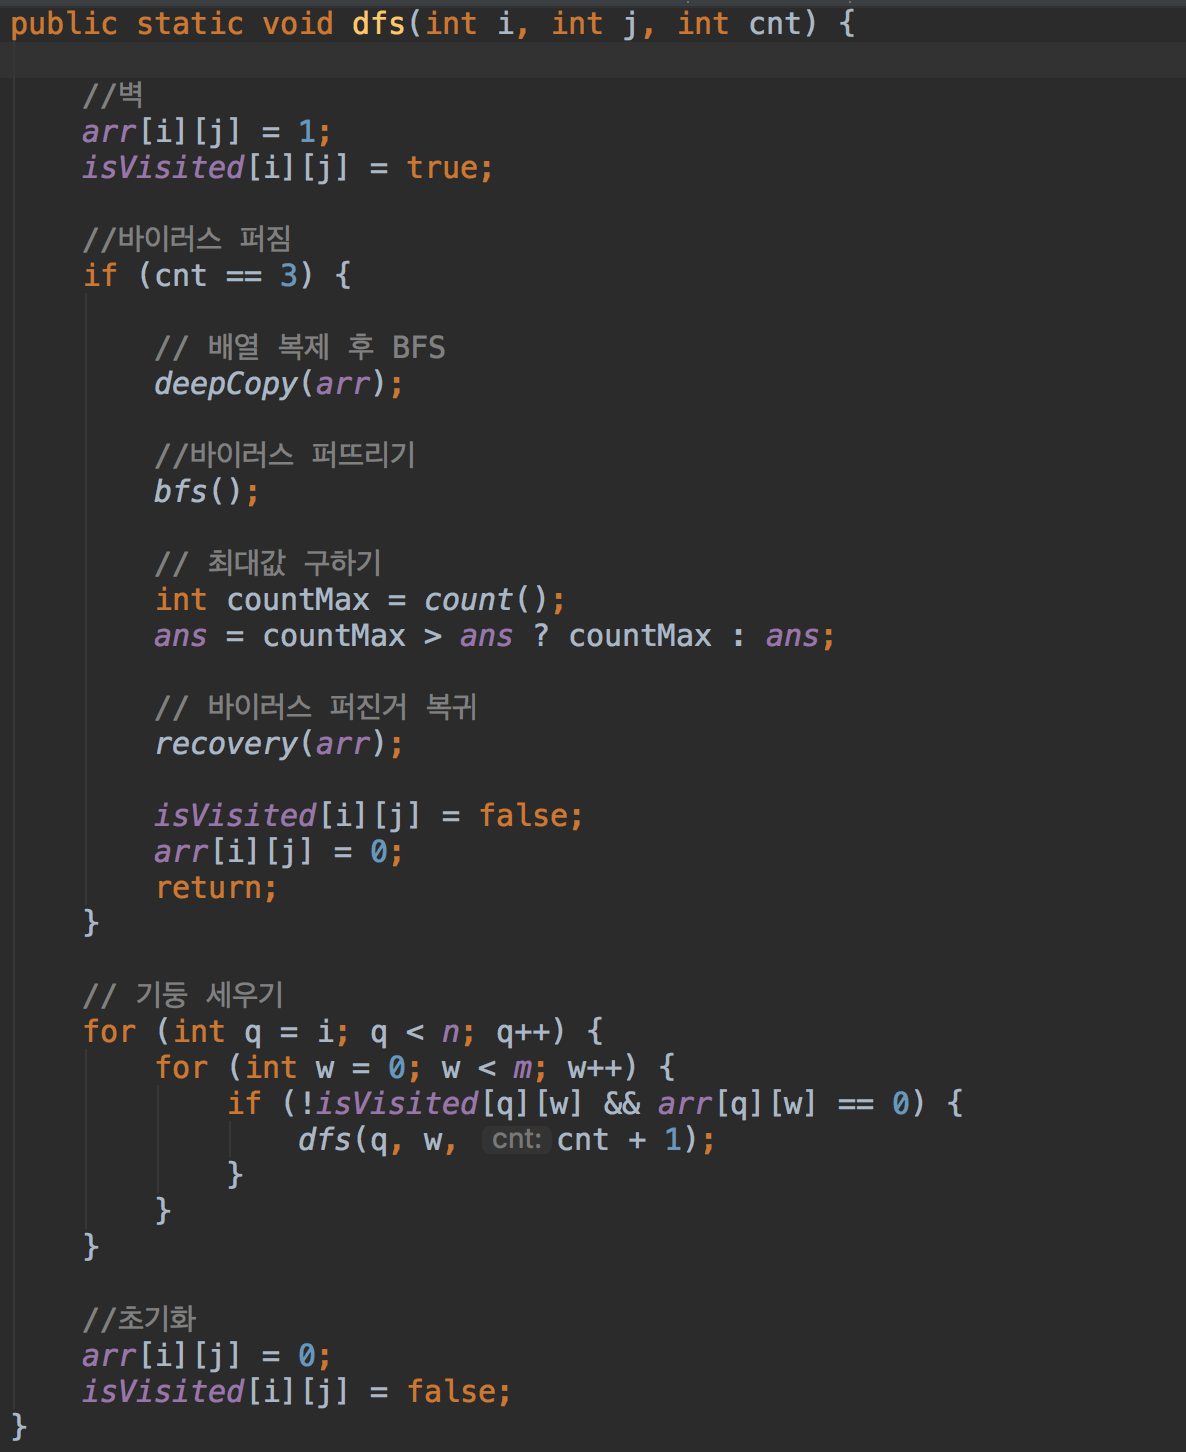 public static void dfs(int i, int j, int cnt) {
//벽
arr[i][j] = 1;
isVisited[i][j] = true;
//바이러스 퍼짐
if (cnt == 3) {
// 배열 복제 후 BFS
deepCopy(arr);
//바이러스 퍼뜨리기
bfs();
// 최대값 구하기
int countMax = count();
ans = countMax > ans ? countMax : ans;
// 바이러스 퍼진거 복귀
recovery(arr);
isVisited[i][j] = false;
arr[i][j] = 0;
return;
}
// 기둥 세우기
for (int q = i; q < n; q++) {
for (int w = 0; w < m; w++) {
if (!isVisited[q][w] && arr[q][w] == 0) {
dfs(q, w, cnt: cnt + 1);
}
}
}
//초기화
arr[i][j] = 0;
isVisited[i][j] = false;
}